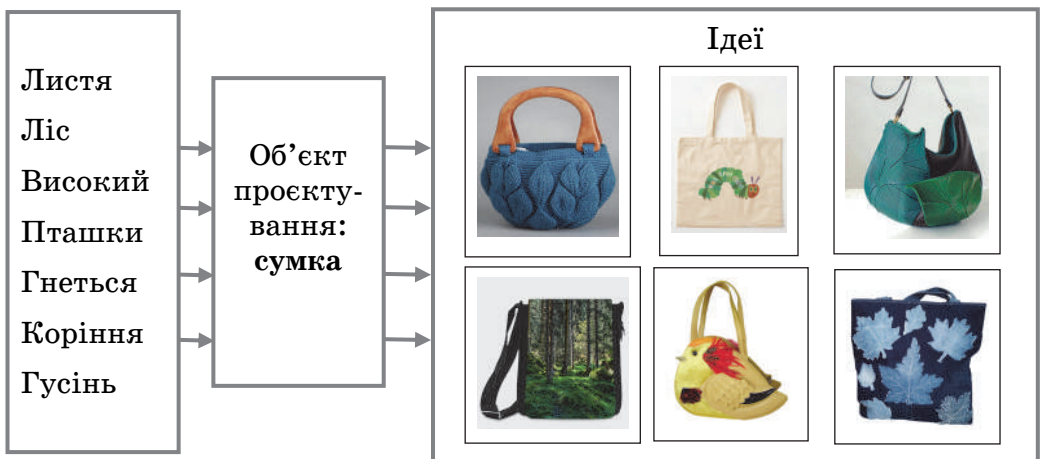 Листя
Ліс
Високий
Пташки
Гнеться
Коріння
Гусінь
Об’єкт
проєкту-
вання:
сумка
Ідеї